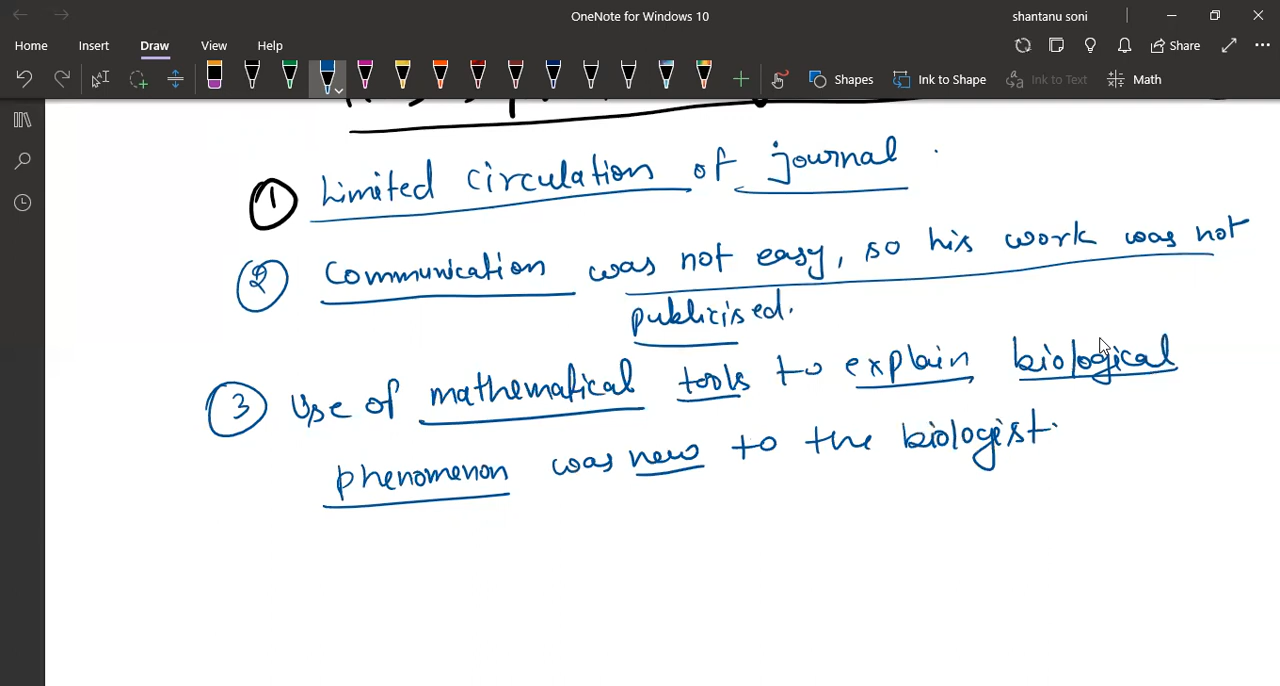 OneNote for Windows 10
shantanu soni
Home Insert Draw View Help
Share
Shapes Ink to Shape Ink to Text Math
① Limited circulation of journal.
② Communication was not easy, so his work was not
publicised.
③ Use of mathematical tools to explain biological
phenomenon was new to the biologist.